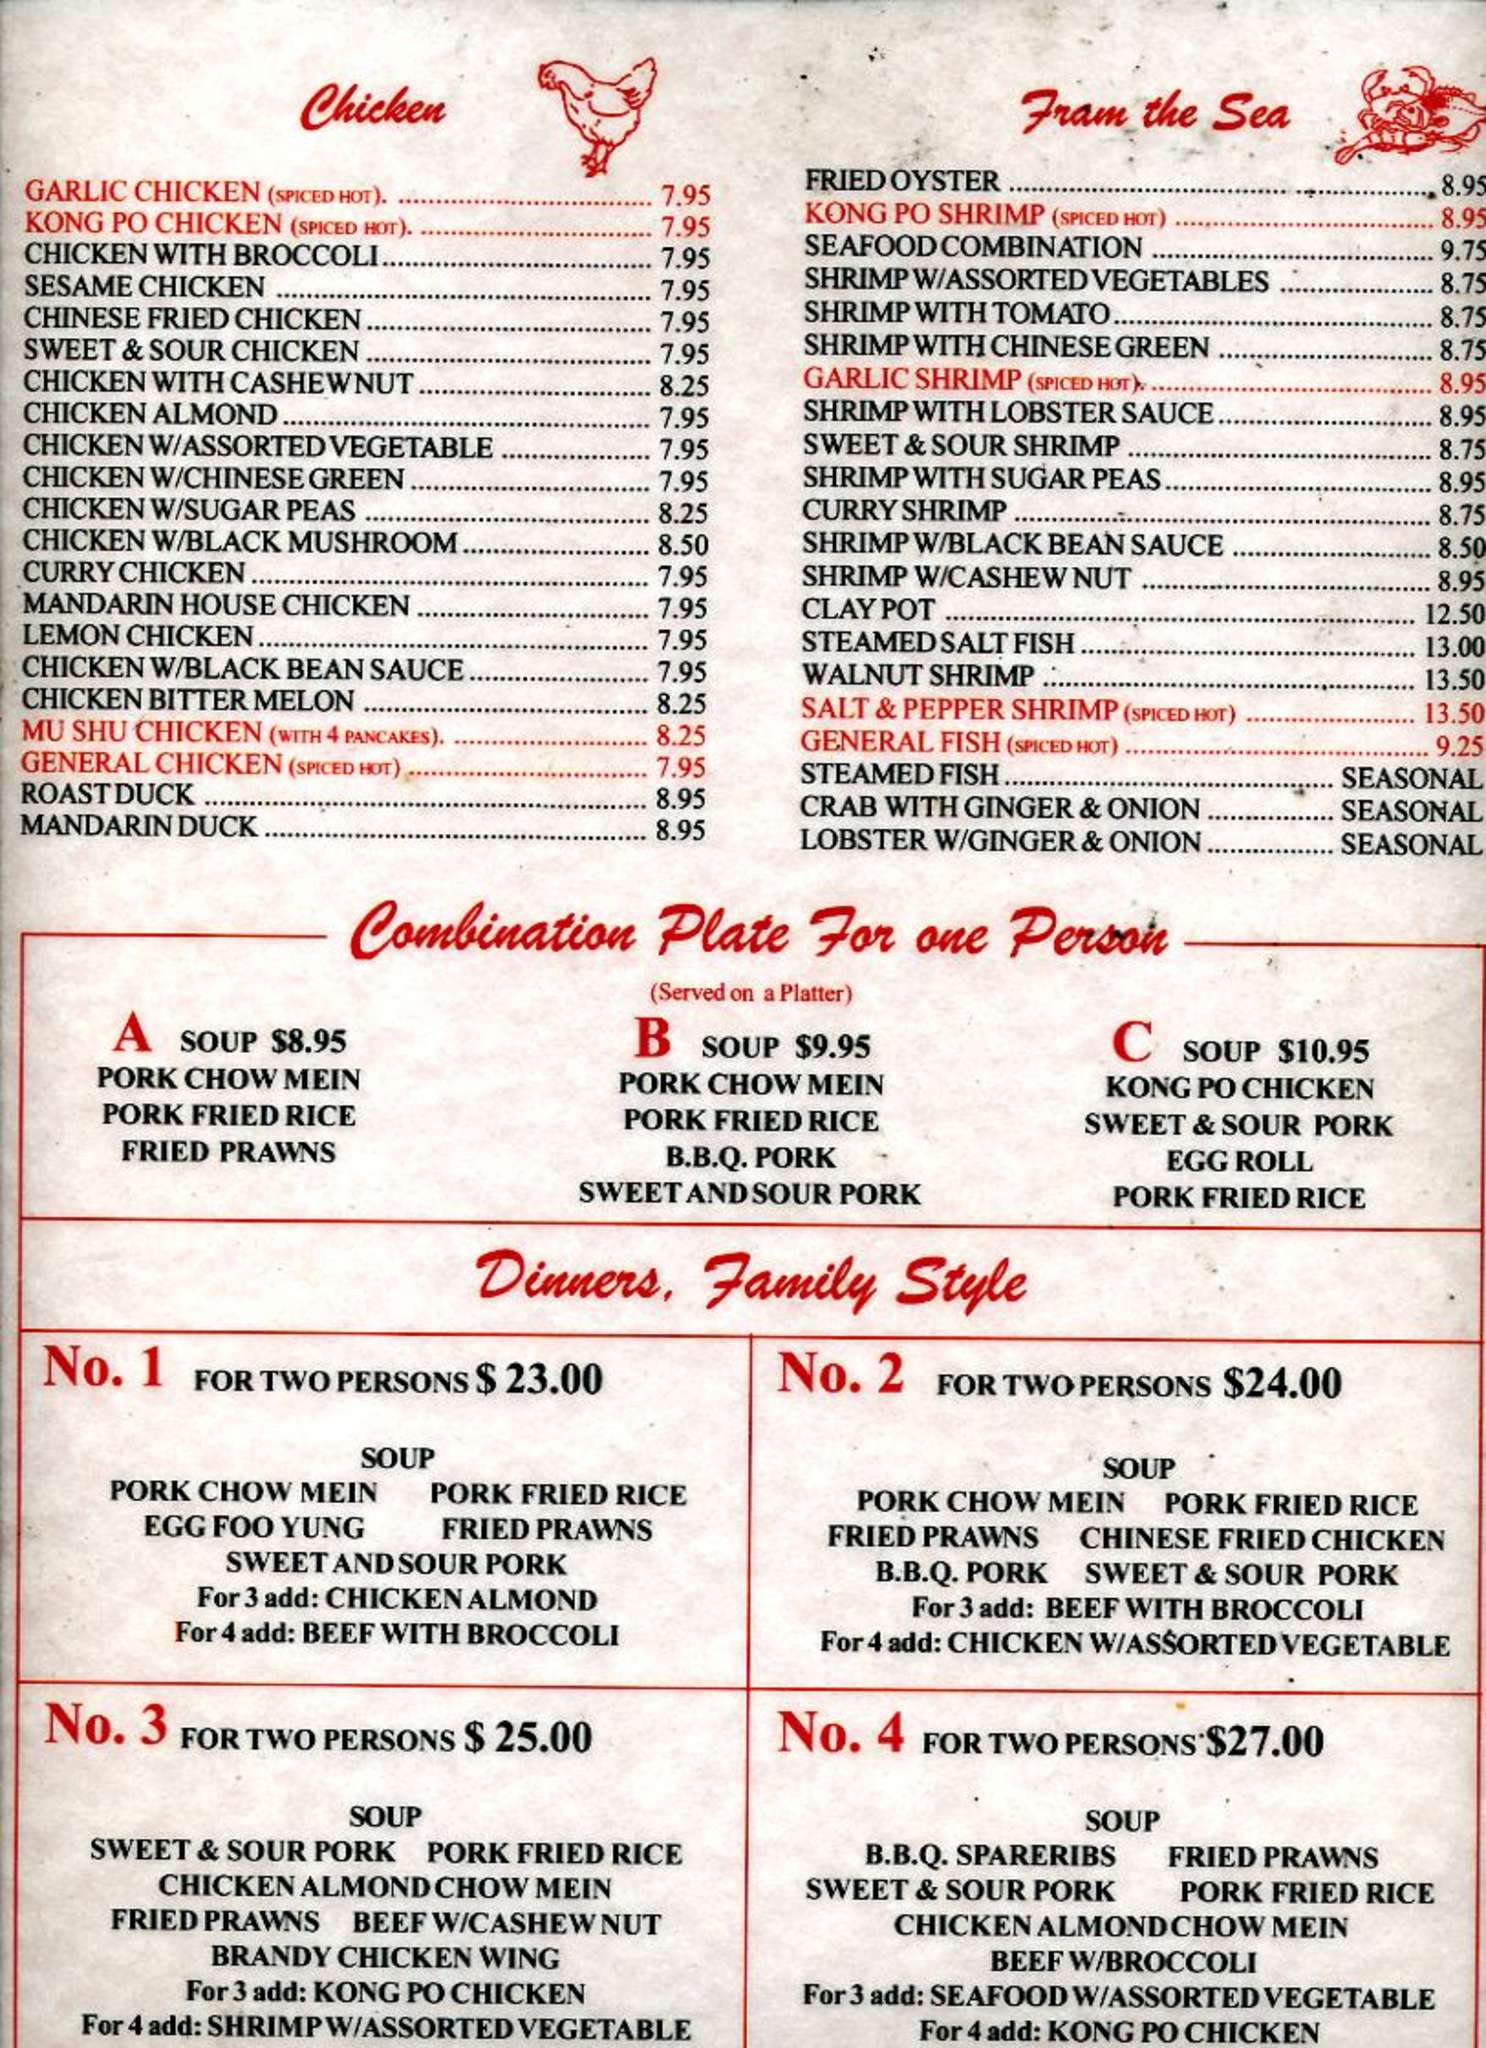 Chicken
GARLIC CHICKEN (SPICED HOT). 7.95
KONG PO CHICKEN (SPICED HOT). 7.95
CHICKEN WITH BROCCOLI 7.95
SESAME CHICKEN 7.95
CHINESE FRIED CHICKEN 7.95
SWEET & SOUR CHICKEN 7.95
CHICKEN WITH CASHEW NUT 8.25
CHICKEN ALMOND 7.95
CHICKEN W/ASSORTED VEGETABLE 7.95
CHICKEN W/CHINESE GREEN 7.95
CHICKEN W/SUGAR PEAS 8.25
CHICKEN W/BLACK MUSHROOM 8.50
CURRY CHICKEN 7.95
MANDARIN HOUSE CHICKEN 7.95
LEMON CHICKEN 7.95
CHICKEN W/BLACK BEAN SAUCE 7.95
CHICKEN BITTER MELON 8.25
MU SHU CHICKEN (WITH 4 PANCAKES). 8.25
GENERAL CHICKEN (SPICED HOT) 7.95
ROAST DUCK 8.95
MANDARIN DUCK 8.95
Fram the Sea
FRIED OYSTER 8.95
KONG PO SHRIMP (SPICED HOT) 8.95
SEAFOOD COMBINATION 9.75
SHRIMP W/ASSORTED VEGETABLES 8.75
SHRIMP WITH TOMATO 8.75
SHRIMP WITH CHINESE GREEN 8.75
GARLIC SHRIMP (SPICED HOT). 8.95
SHRIMP WITH LOBSTER SAUCE 8.95
SWEET & SOUR SHRIMP 8.75
SHRIMP WITH SUGAR PEAS 8.95
CURRY SHRIMP 8.75
SHRIMP W/BLACK BEAN SAUCE 8.50
SHRIMP W/CASHEW NUT 8.95
CLAY POT 12.50
STEAMED SALT FISH 13.00
WALNUT SHRIMP 13.50
SALT & PEPPER SHRIMP (SPICED HOT) 13.50
GENERAL FISH (SPICED HOT) 9.25
STEAMED FISH SEASONAL
CRAB WITH GINGER & ONION SEASONAL
LOBSTER W/GINGER & ONION SEASONAL
Combination Plate For one Person
(Served on a Platter)
A SOUP $8.95
PORK CHOW MEIN
PORK FRIED RICE
FRIED PRAWNS
B SOUP $9.95
PORK CHOW MEIN
PORK FRIED RICE
B.B.Q. PORK
SWEET AND SOUR PORK
C SOUP $10.95
KONG PO CHICKEN
SWEET & SOUR PORK
EGG ROLL
PORK FRIED RICE
Dinners, Family Style
No. 1 FOR TWO PERSONS $ 23.00
SOUP
PORK CHOW MEIN PORK FRIED RICE
EGG FOO YUNG FRIED PRAWNS
SWEET AND SOUR PORK
For 3 add: CHICKEN ALMOND
For 4 add: BEEF WITH BROCCOLI
No. 2 FOR TWO PERSONS $24.00
SOUP
PORK CHOW MEIN PORK FRIED RICE
FRIED PRAWNS CHINESE FRIED CHICKEN
B.B.Q. PORK SWEET & SOUR PORK
For 3 add: BEEF WITH BROCCOLI
For 4 add: CHICKEN W/ASSORTED VEGETABLE
No. 3 FOR TWO PERSONS $ 25.00
SOUP
SWEET & SOUR PORK PORK FRIED RICE
CHICKEN ALMOND CHOW MEIN
FRIED PRAWNS BEEF W/CASHEW NUT
BRANDY CHICKEN WING
For 3 add: KONG PO CHICKEN
For 4 add: SHRIMP W/ASSORTED VEGETABLE
No. 4 FOR TWO PERSONS $27.00
SOUP
B.B.Q. SPARERIBS FRIED PRAWNS
SWEET & SOUR PORK PORK FRIED RICE
CHICKEN ALMOND CHOW MEIN
BEEF W/BROCCOLI
For 3 add: SEAFOOD W/ASSORTED VEGETABLE
For 4 add: KONG PO CHICKEN